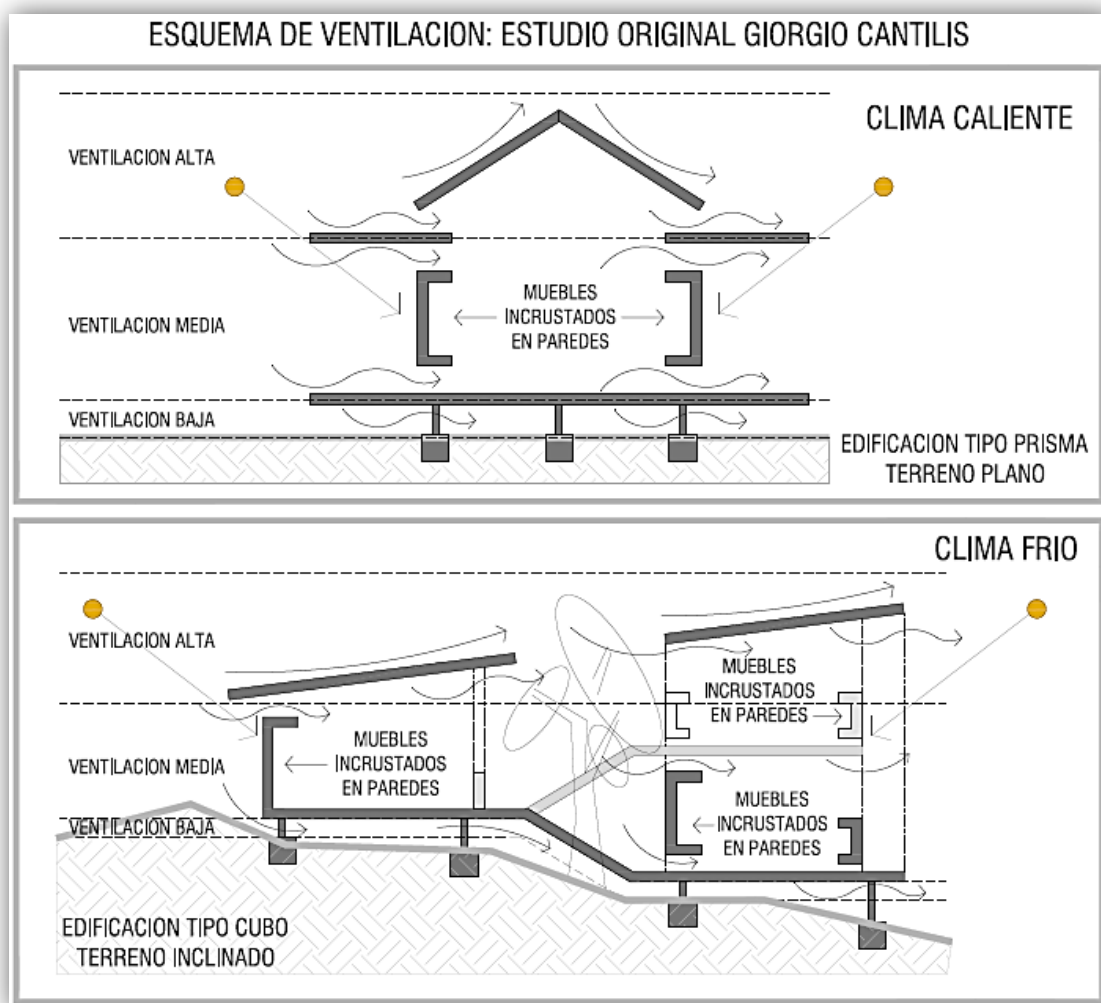 ESQUEMA DE VENTILACION: ESTUDIO ORIGINAL GIORGIO CANTILIS
CLIMA CALIENTE
VENTILACION ALTA
VENTILACION MEDIA
MUEBLES
INCRUSTADOS
EN PAREDES
VENTILACION BAJA
EDIFICACION TIPO PRISMA
TERRENO PLANO
CLIMA FRIO
VENTILACION ALTA
MUEBLES
INCRUSTADOS
EN PAREDES
VENTILACION MEDIA
MUEBLES
INCRUSTADOS
EN PAREDES
MUEBLES
INCRUSTADOS
EN PAREDES
VENTILACION BAJA
EDIFICACION TIPO CUBO
TERRENO INCLINADO